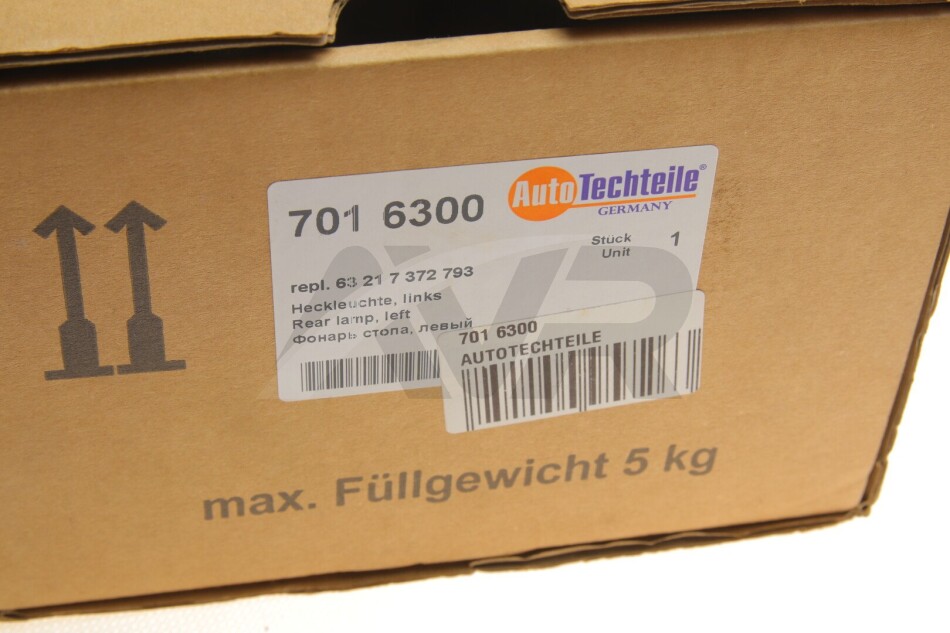 701 6300
AutoTechteile®
GERMANY
Stück
Unit
1
repl. 63 21 7 372 793
Heckleuchte, links
Rear lamp, left
Фонарь стопа, левый
701 6300
AUTOTECHTEILE
AVR
max. Füllgewicht 5 kg